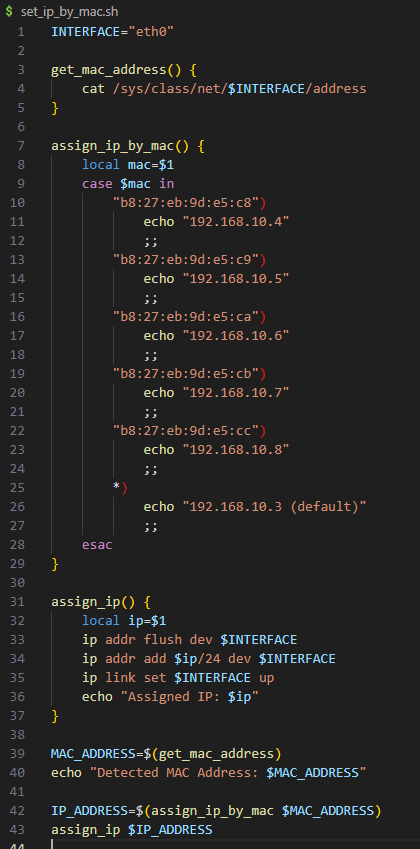 $ set_ip_by_mac.sh
1 INTERFACE="eth0"
2
3 get_mac_address() {
4     cat /sys/class/net/$INTERFACE/address
5 }
6
7 assign_ip_by_mac() {
8     local mac=$1
9     case $mac in
10         "b8:27:eb:9d:e5:c8")
11             echo "192.168.10.4"
12             ;;
13         "b8:27:eb:9d:e5:c9")
14             echo "192.168.10.5"
15             ;;
16         "b8:27:eb:9d:e5:ca")
17             echo "192.168.10.6"
18             ;;
19         "b8:27:eb:9d:e5:cb")
20             echo "192.168.10.7"
21             ;;
22         "b8:27:eb:9d:e5:cc")
23             echo "192.168.10.8"
24             ;;
25         *)
26             echo "192.168.10.3 (default)"
27             ;;
28     esac
29 }
30
31 assign_ip() {
32     local ip=$1
33     ip addr flush dev $INTERFACE
34     ip addr add $ip/24 dev $INTERFACE
35     ip link set $INTERFACE up
36     echo "Assigned IP: $ip"
37 }
38
39 MAC_ADDRESS=$(get_mac_address)
40 echo "Detected MAC Address: $MAC_ADDRESS"
41
42 IP_ADDRESS=$(assign_ip_by_mac $MAC_ADDRESS)
43 assign_ip $IP_ADDRESS
44